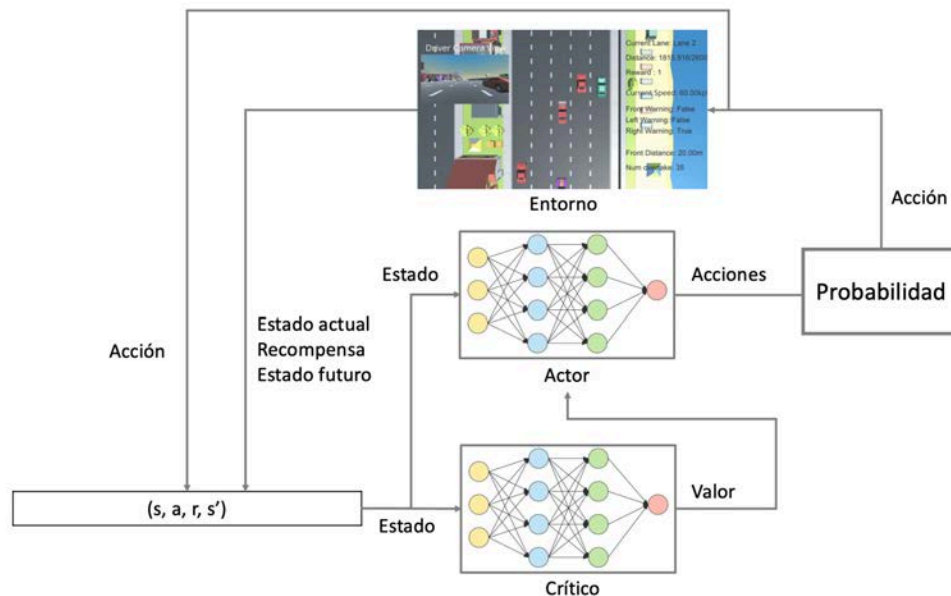 Driver Camera View
Current Lane: Lane 2
Reward : 1
Front Warning: False
Left Warning: False
Right Warning: True
Front Distance: 20.00m
Entorno
Acción
Estado
Acciones
Probabilidad
Estado actual
Recompensa
Estado futuro
Acción
Actor
(s, a, r, s’)
Estado
Valor
Crítico